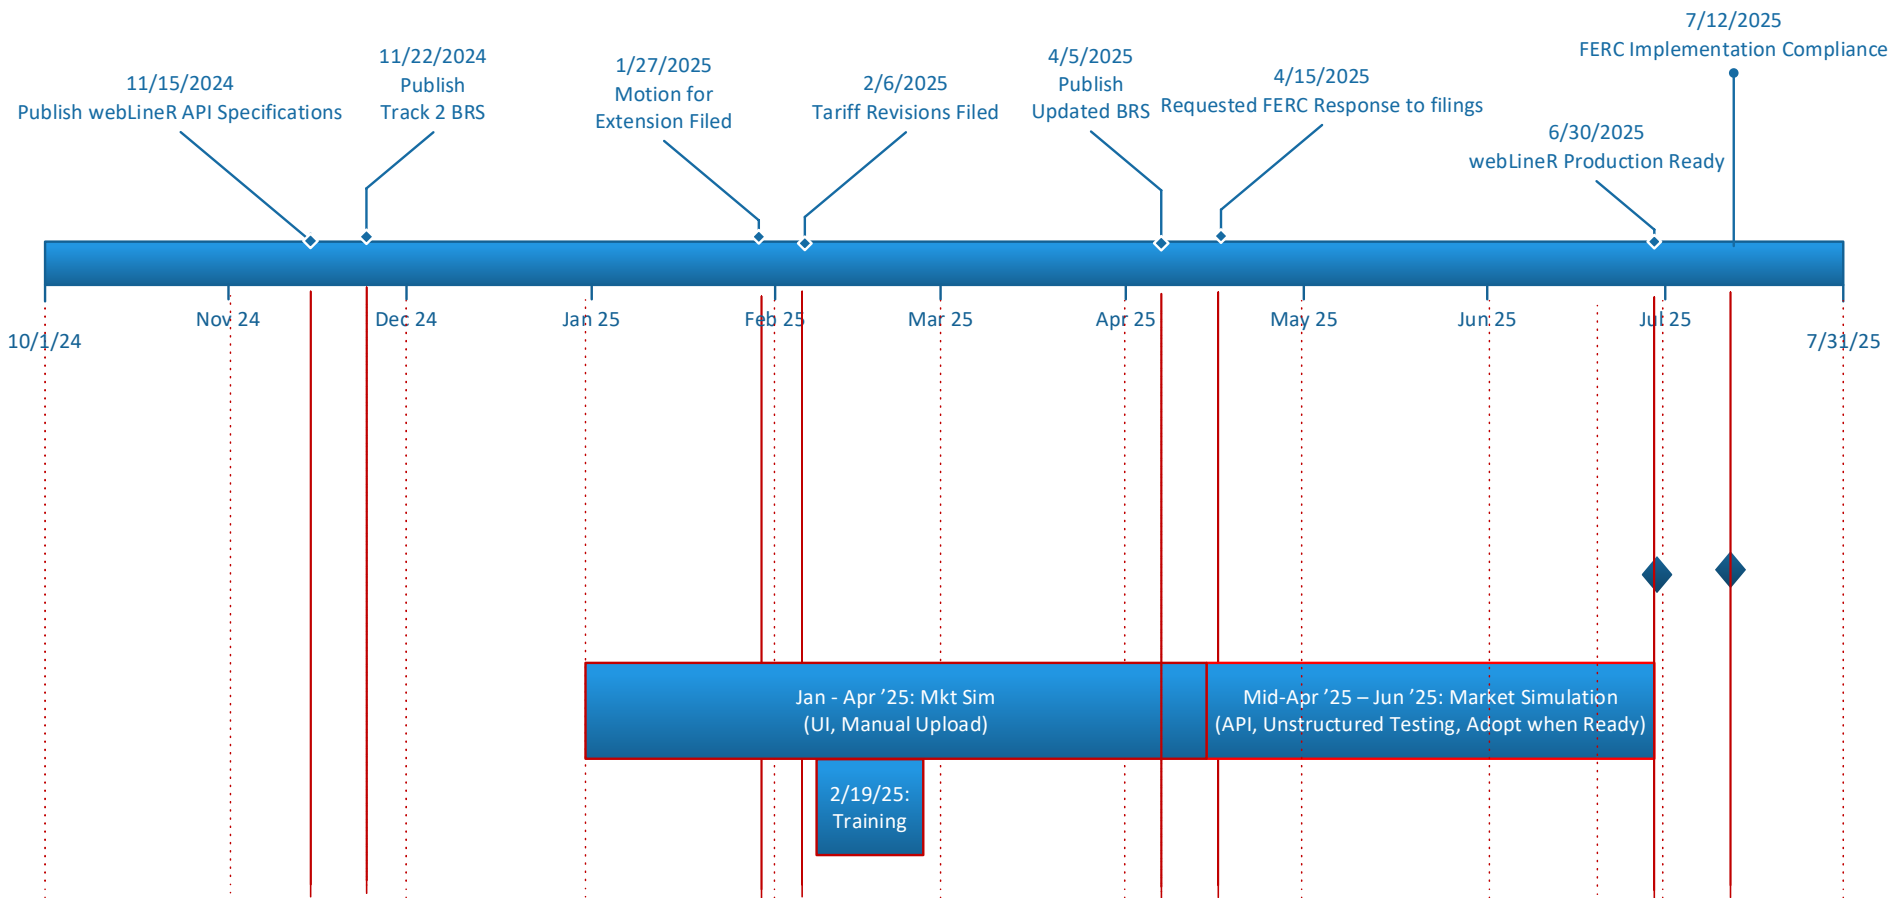 11/15/2024
Publish webLineR API Specifications
11/22/2024
Publish
Track 2 BRS
1/27/2025
Motion for
Extension Filed
2/6/2025
Tariff Revisions Filed
4/5/2025
Publish
Updated BRS
4/15/2025
Requested FERC Response to filings
6/30/2025
webLineR Production Ready
7/12/2025
FERC Implementation Compliance
10/1/24
Nov 24
Dec 24
Jan 25
Feb 25
Mar 25
Apr 25
May 25
Jun 25
Jul 25
7/31/25
Jan - Apr ’25: Mkt Sim
(UI, Manual Upload)
Mid-Apr ’25 – Jun ’25: Market Simulation
(API, Unstructured Testing, Adopt when Ready)
2/19/25:
Training